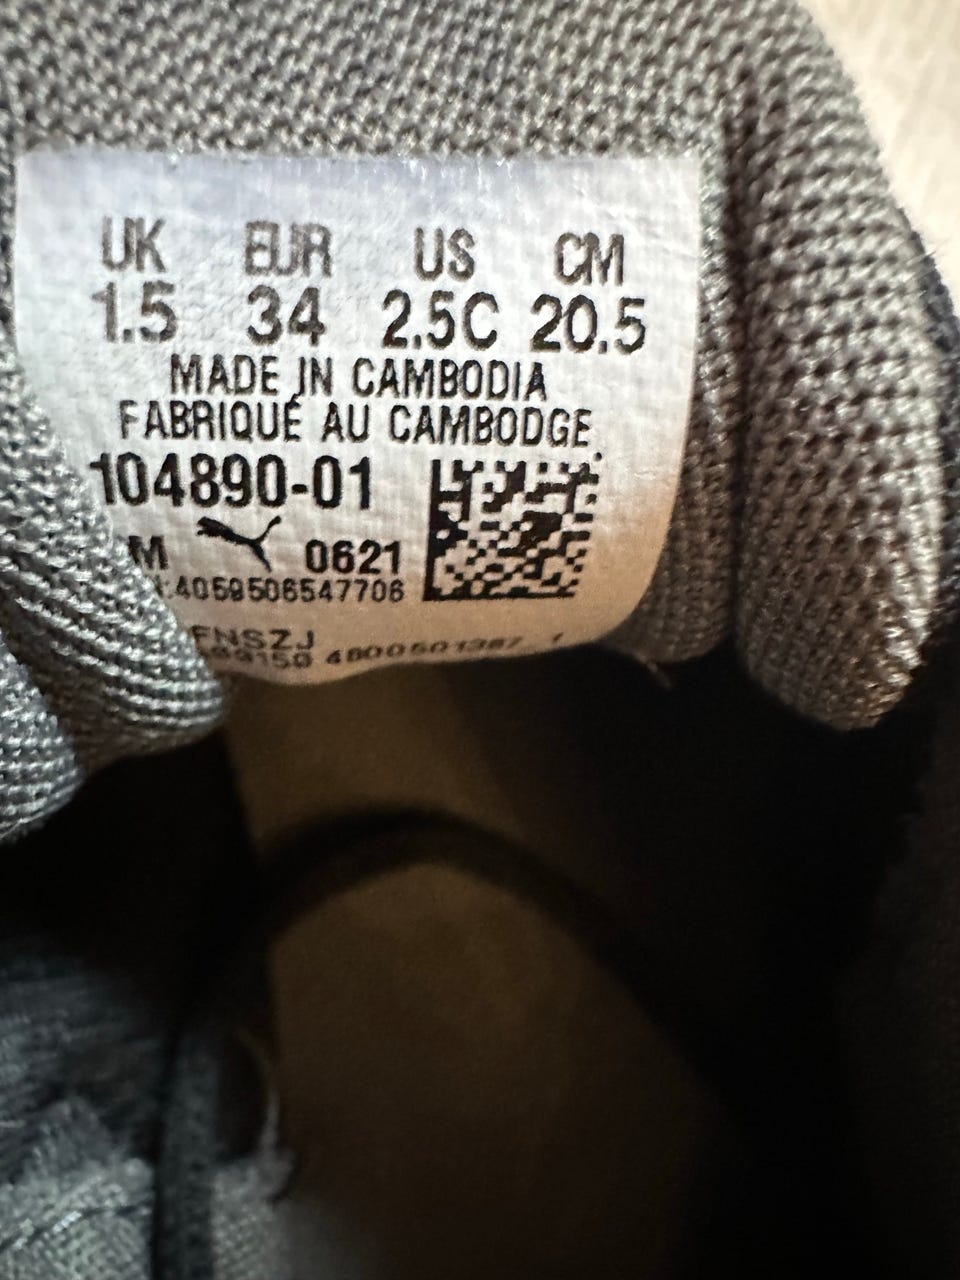 UK EUR US CM
1.5 34 2.5C 20.5
MADE IN CAMBODIA
FABRIQUÉ AU CAMBODGE
104890-01
M 0621
:4059506547706
FNSZJ